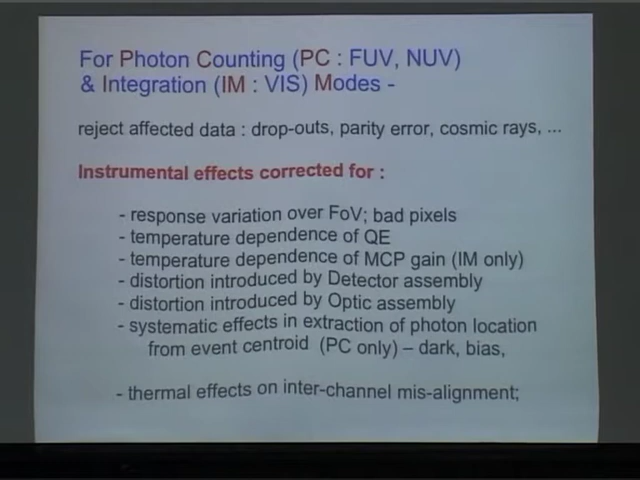 For Photon Counting (PC : FUV, NUV)
& Integration (IM : VIS) Modes -
reject affected data : drop-outs, parity error, cosmic rays, ...
Instrumental effects corrected for :
- response variation over FoV; bad pixels
- temperature dependence of QE
- temperature dependence of MCP gain (IM only)
- distortion introduced by Detector assembly
- distortion introduced by Optic assembly
- systematic effects in extraction of photon location
from event centroid (PC only) – dark, bias,
- thermal effects on inter-channel mis-alignment;